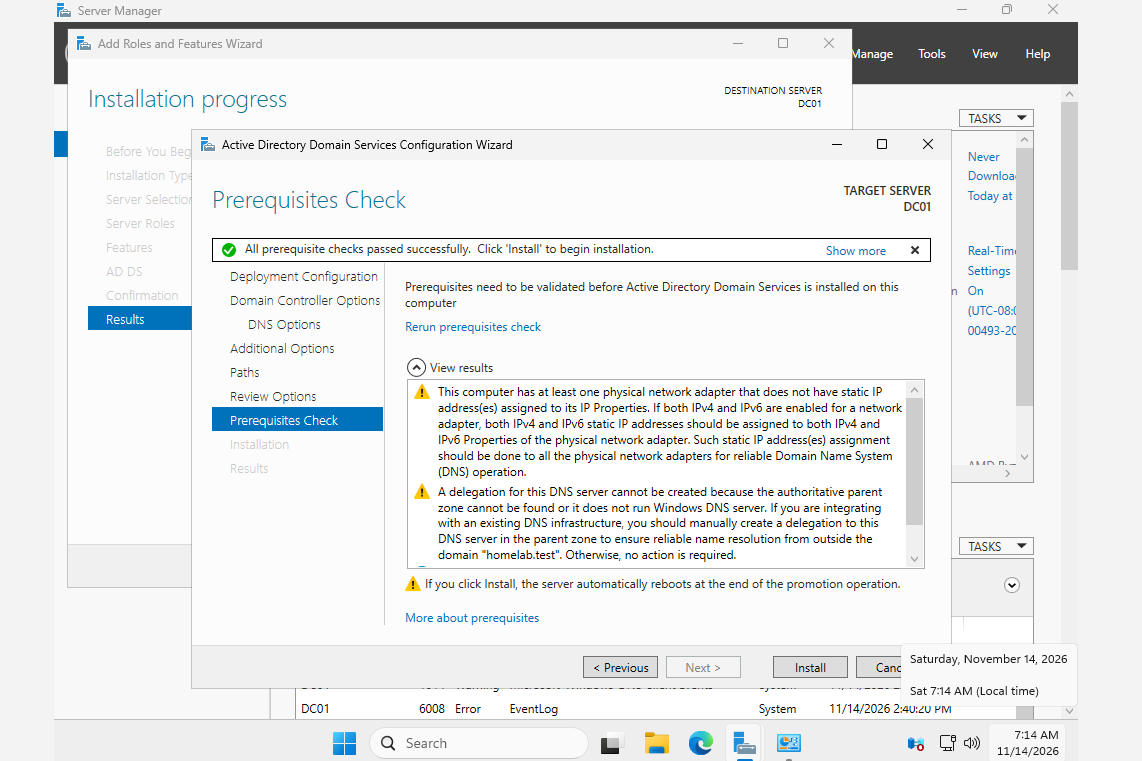 Server Manager
Add Roles and Features Wizard
Manage Tools View Help
Installation progress
DESTINATION SERVER
DC01
Before You Beg
Installation Type
Server Selection
Server Roles
Features
AD DS
Confirmation
Results
Active Directory Domain Services Configuration Wizard
Prerequisites Check
TARGET SERVER
DC01
All prerequisite checks passed successfully. Click 'Install' to begin installation.
Show more
Deployment Configuration
Domain Controller Options
DNS Options
Additional Options
Paths
Review Options
Prerequisites Check
Installation
Results
Prerequisites need to be validated before Active Directory Domain Services is installed on this
computer
Rerun prerequisites check
View results
This computer has at least one physical network adapter that does not have static IP
address(es) assigned to its IP Properties. If both IPv4 and IPv6 are enabled for a network
adapter, both IPv4 and IPv6 static IP addresses should be assigned to both IPv4 and
IPv6 Properties of the physical network adapter. Such static IP address(es) assignment
should be done to all the physical network adapters for reliable Domain Name System
(DNS) operation.
A delegation for this DNS server cannot be created because the authoritative parent
zone cannot be found or it does not run Windows DNS server. If you are integrating
with an existing DNS infrastructure, you should manually create a delegation to this
DNS server in the parent zone to ensure reliable name resolution from outside the
domain "homelab.test". Otherwise, no action is required.
If you click Install, the server automatically reboots at the end of the promotion operation.
More about prerequisites
< Previous
Next >
Install
Canc
TASKS
Never
Downloa
Today at
Real-Time
Settings
n On
(UTC-08:0
00493-20
TASKS
Saturday, November 14, 2026
Sat 7:14 AM (Local time)
DC01 6008 Error EventLog System 11/14/2026 2:40:20 PM
Search
7:14 AM
11/14/2026